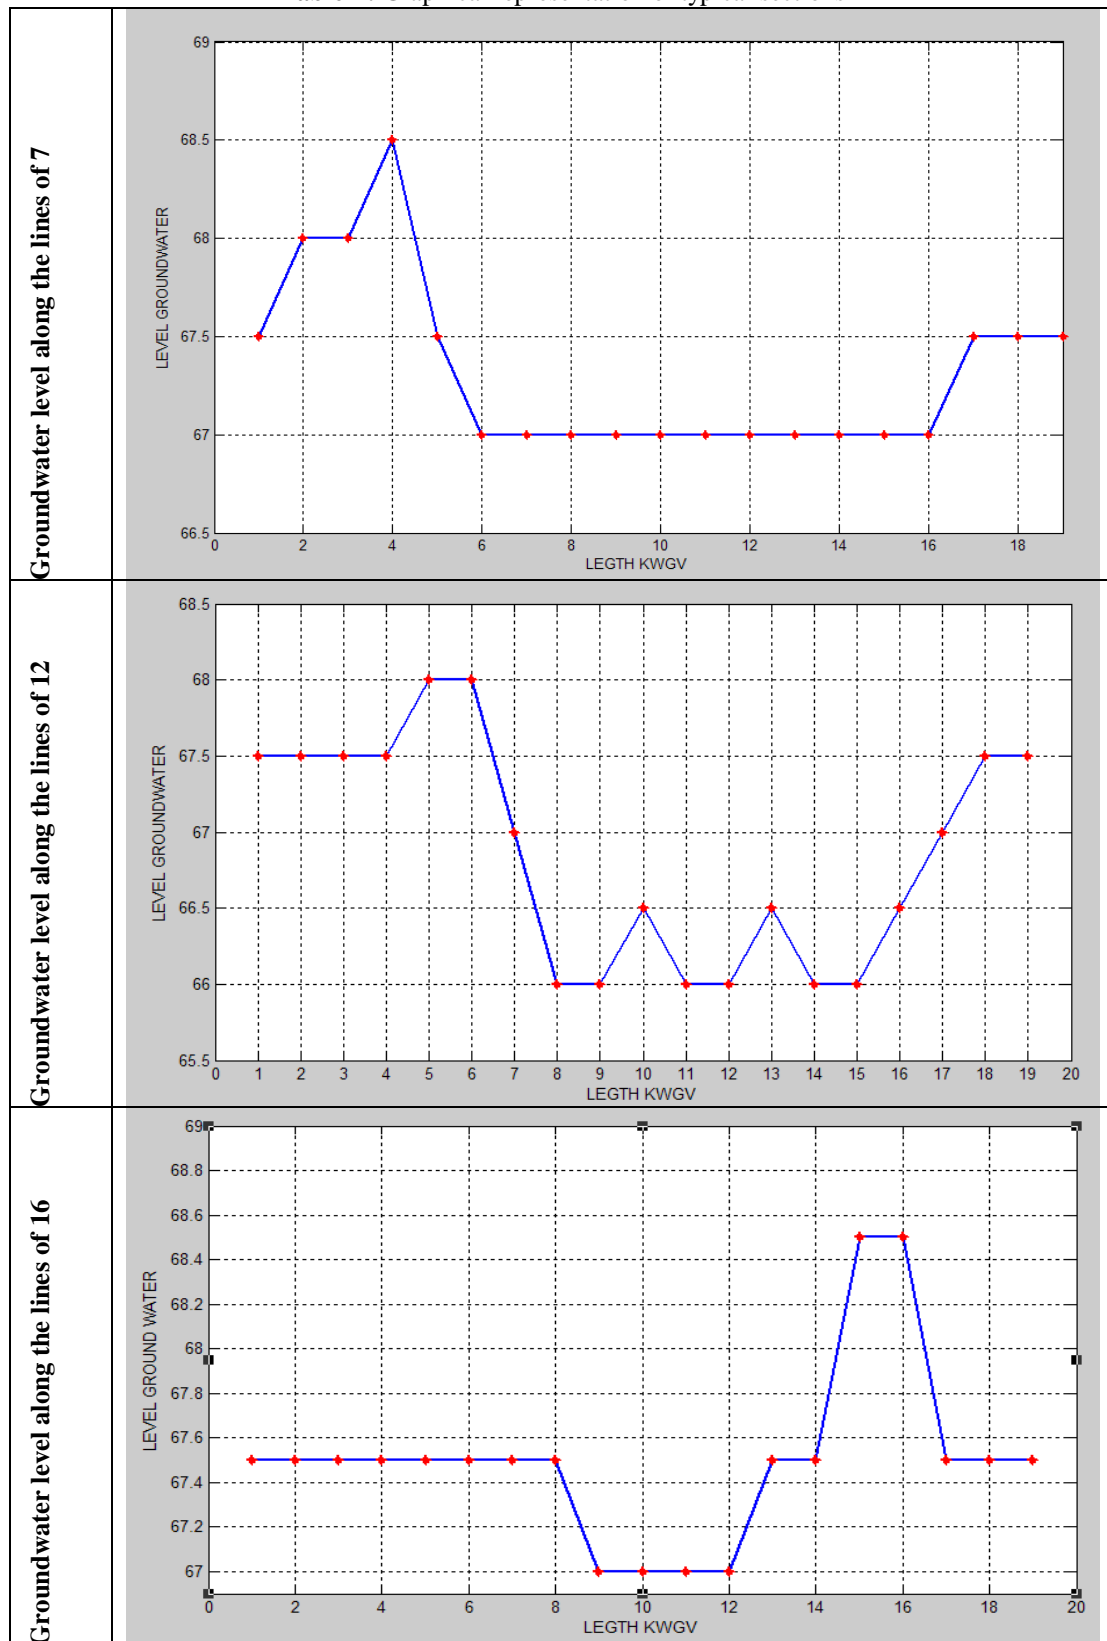 Groundwater level along the lines of 7
69
68.5
68
67.5
67
66.5
LEVEL GROUNDWATER
0 2 4 6 8 10 12 14 16 18
LEGTH KWGV
Groundwater level along the lines of 12
68.5
68
67.5
67
66.5
66
65.5
LEVEL GROUNDWATER
0 1 2 3 4 5 6 7 8 9 10 11 12 13 14 15 16 17 18 19 20
LEGTH KWGV
Groundwater level along the lines of 16
69
68.8
68.6
68.4
68.2
68
67.8
67.6
67.4
67.2
67
LEVEL GROUND WATER
0 2 4 6 8 10 12 14 16 18 20
LEGTH KWGV